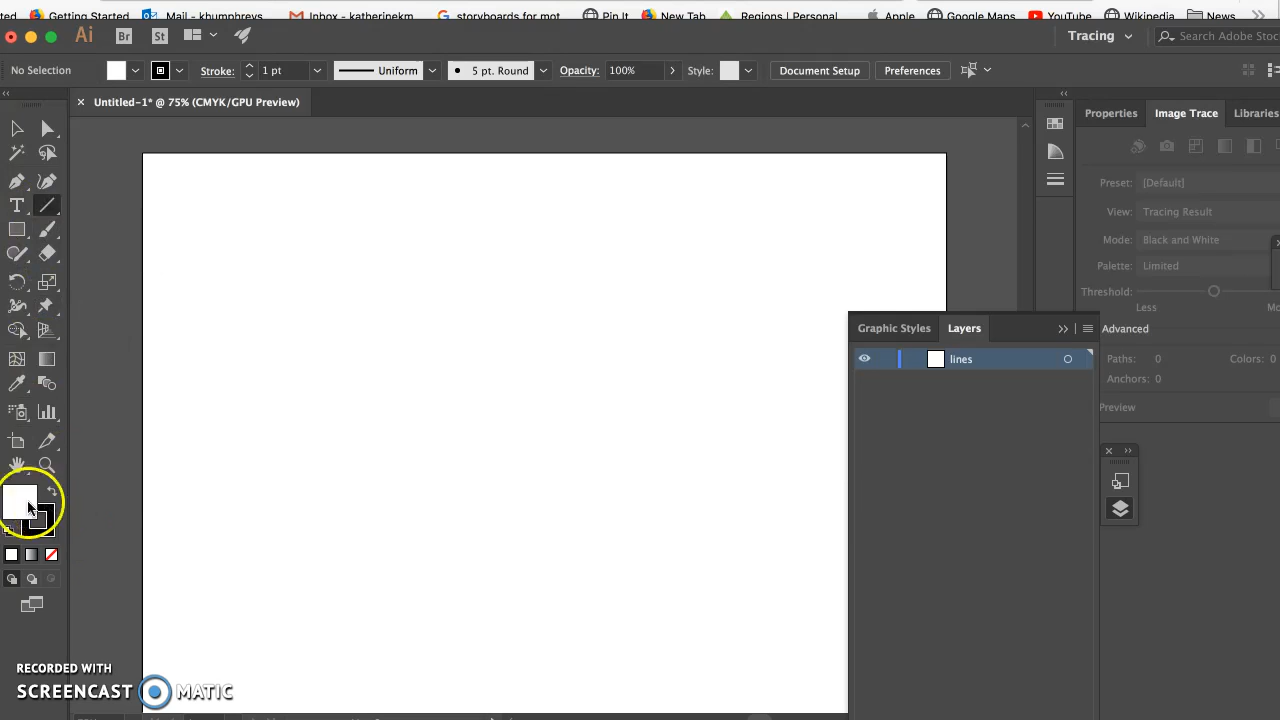 ted Getting Started Mail - khumphreys Inbox - katherinekm storyboards for mot Pin It New Tab Regions | Personal Apple Google Maps YouTube Wikipedia News
Ai Br St Tracing Search Adobe Stoc
No Selection Stroke: 1 pt Uniform 5 pt. Round Opacity: 100% Style: Document Setup Preferences
Untitled-1* @ 75% (CMYK/GPU Preview) Properties Image Trace Libraries
T
Preset: [Default]
View: Tracing Result
Mode: Black and White
Palette: Limited
Threshold:
Less Mo
Graphic Styles Layers Advanced
lines Paths: 0 Colors: 0
Anchors: 0
Preview
RECORDED WITH
SCREENCAST MATIC